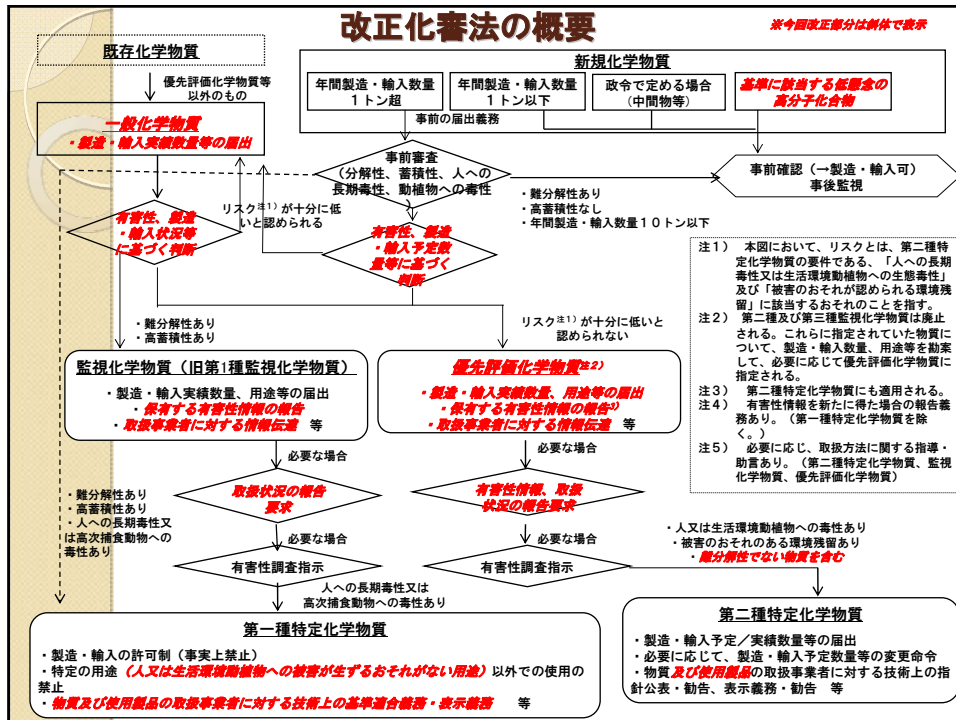 改正化審法の概要
※今回改正部分は斜体で表示
既存化学物質
優先評価化学物質等
以外のもの
一般化学物質
・製造・輸入実績数量等の届出
新規化学物質
年間製造・輸入数量
1トン超
年間製造・輸入数量
1トン以下
政令で定める場合
（中間物等）
基準に該当する低懸念の
高分子化合物
事前の届出義務
事前審査
（分解性、蓄積性、人への
長期毒性、動植物への毒性
）
事前確認（→製造・輸入可）
事後監視
・難分解性あり
・高蓄積性なし
・年間製造・輸入数量10トン以下
有害性、製造
・輸入状況等
に基づく判断
リスク注1）が十分に低
いと認められる
有害性、製造
・輸入予定数
量等に基づく
判断
・難分解性あり
・高蓄積性あり
リスク注1）が十分に低いと
認められない
注1）　本図において、リスクとは、第二種特
定化学物質の要件である、「人への長期
毒性又は生活環境動植物への生態毒性」
及び「被害のおそれが認められる環境残
留」に該当するおそれのことを指す。
注2）　第二種及び第三種監視化学物質は廃止
される。これらに指定されていた物質に
ついて、製造・輸入数量、用途等を勘案
して、必要に応じて優先評価化学物質に
指定される。
注3）　第二種特定化学物質にも適用される。
注4）　有害性情報を新たに得た場合の報告義
務あり。（第一種特定化学物質を除
く。）
注5）　必要に応じ、取扱方法に関する指導・
助言あり。（第二種特定化学物質、監視
化学物質、優先評価化学物質）
監視化学物質（旧第1種監視化学物質）
・製造・輸入実績数量、用途等の届出
・保有する有害性情報の報告
・取扱事業者に対する情報伝達　等
優先評価化学物質注2）
・製造・輸入実績数量、用途等の届出
・保有する有害性情報の報告3）
・取扱事業者に対する情報伝達　等
必要な場合
必要な場合
取扱状況の報告
要求
有害性情報、取扱
状況の報告要求
・難分解性あり
・高蓄積性あり
・人への長期毒性又
は高次捕食動物への
毒性あり
必要な場合
必要な場合
有害性調査指示
有害性調査指示
・人又は生活環境動植物への毒性あり
・被害のおそれのある環境残留あり
・難分解性でない物質を含む
人への長期毒性又は
高次捕食動物への毒性あり
第一種特定化学物質
・製造・輸入の許可制（事実上禁止）
・特定の用途（人又は生活環境動植物への被害が生ずるおそれがない用途）以外での使用の
禁止
・物質及び使用製品の取扱事業者に対する技術上の基準適合義務・表示義務　等
第二種特定化学物質
・製造・輸入予定／実績数量等の届出
・必要に応じて、製造・輸入予定数量等の変更命令
・物質及び使用製品の取扱事業者に対する技術上の指
針公表・勧告、表示義務・勧告　等